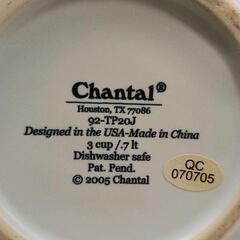 Chantal®
Houston, TX 77086
92-TP20J
Designed in the USA-Made in China
3 cup/.7 lt
Dishwasher safe
Pat. Pend.
© 2005 Chantal
QC
070705